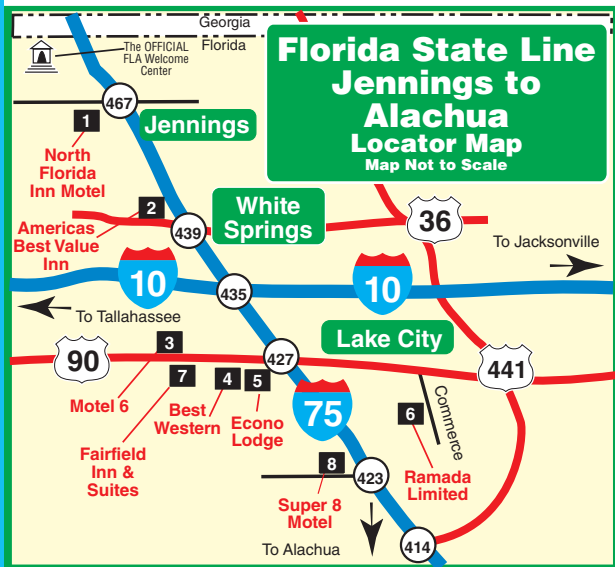 Georgia
Florida
The OFFICIAL
FLA Welcome
Center
Florida State Line
Jennings to
Alachua
Locator Map
Map Not to Scale
467
1
Jennings
North
Florida
Inn Motel
2
White
Springs
36
Americas
Best Value
Inn
439
To Jacksonville
10
10
435
To Tallahassee
Lake City
3
90
427
441
7
4
5
Motel 6
Best
Western
Econo
Lodge
75
Commerce
6
Fairfield
Inn &
Suites
8
423
Ramada
Limited
Super 8
Motel
To Alachua
414